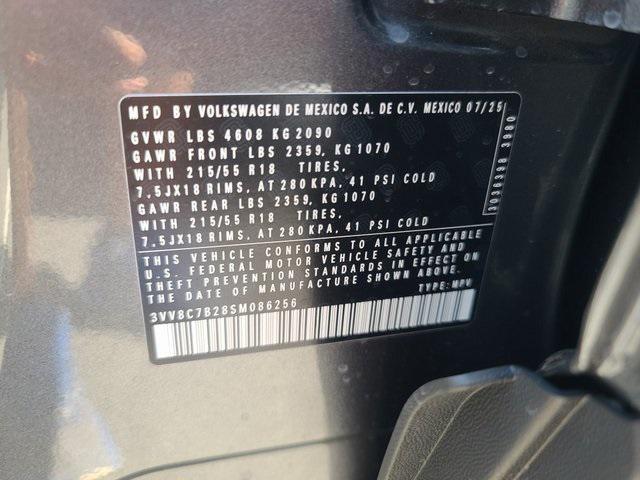 MFD BY VOLKSWAGEN DE MEXICO S.A. DE C.V. MEXICO 07/25
GVWR LBS 4608 KG 2090
GAWR FRONT LBS 2359, KG 1070
WITH 215/55 R18 TIRES,
7.5JX18 RIMS, AT 280 KPA, 41 PSI COLD
GAWR REAR LBS 2359, KG 1070
WITH 215/55 R18 TIRES,
7.5JX18 RIMS, AT 280 KPA, 41 PSI COLD
THIS VEHICLE CONFORMS TO ALL APPLICABLE
U.S. FEDERAL MOTOR VEHICLE SAFETY AND
THEFT PREVENTION STANDARDS IN EFFECT ON
THE DATE OF MANUFACTURE SHOWN ABOVE.
3VV8C7B28SM086256 TYPE: MPV
3036398 3980